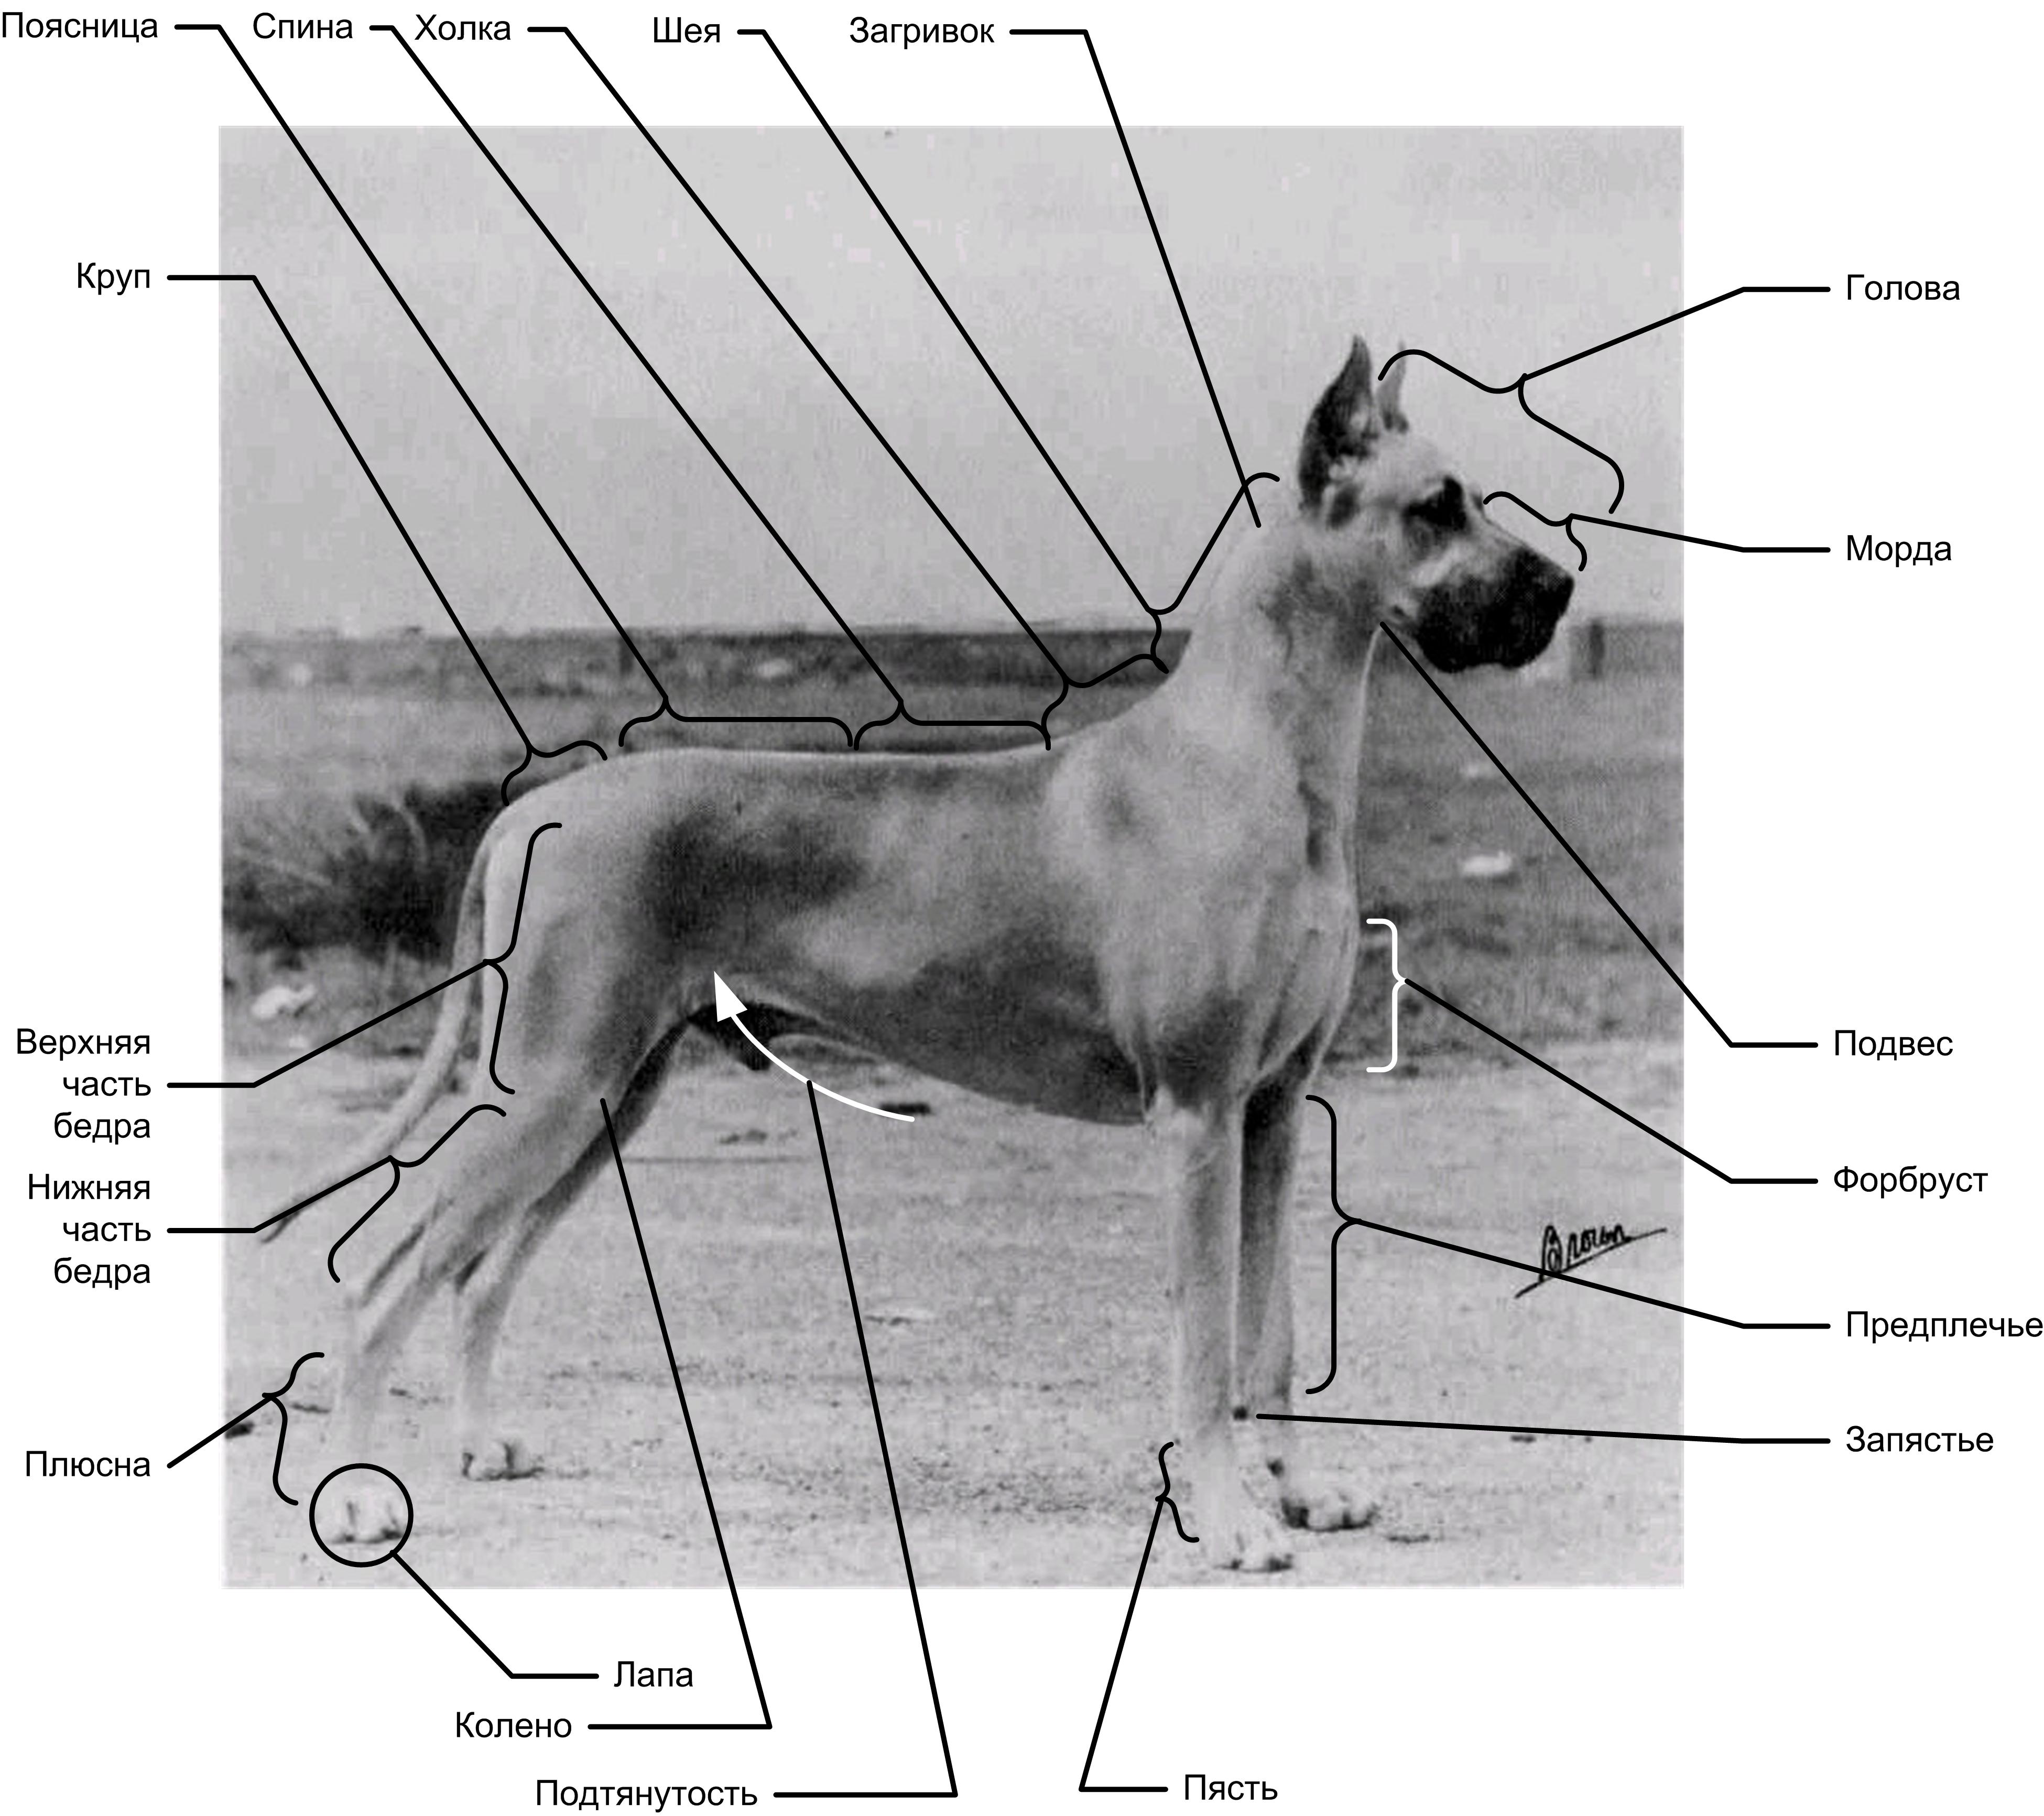 Поясница
Спина
Холка
Шея
Загривок
Круп
Голова
Морда
Верхняя
часть
бедра
Подвес
Нижняя
часть
бедра
Форбруст
Brown
Предплечье
Плюсна
Запястье
Лапа
Колено
Подтянутость
Пясть